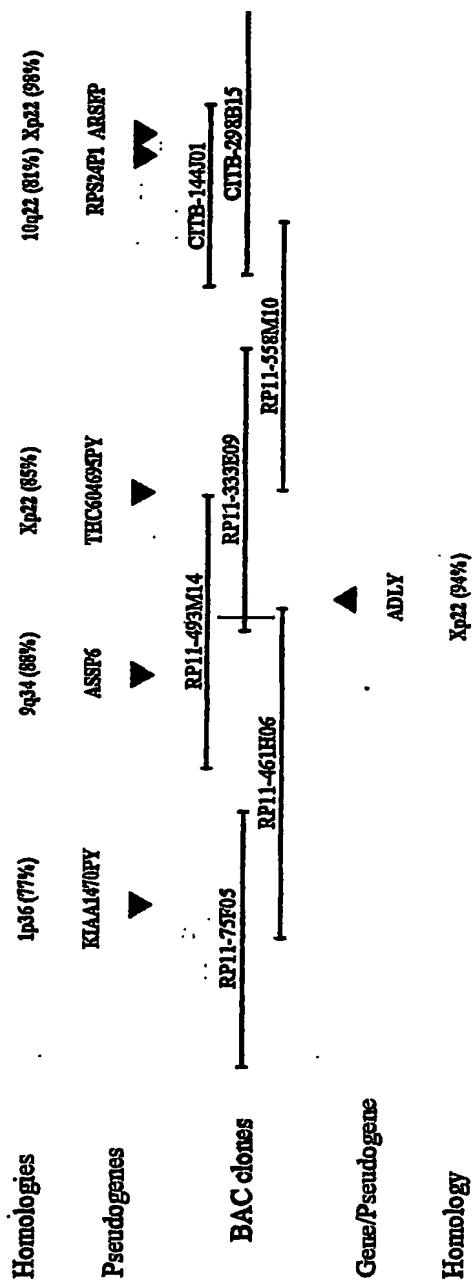 Homologies 1p36 (77%) 9q34 (88%) Xp22 (85%) 10q22 (81%) Xp22 (98%)
Pseudogenes KIAA1470PY ASSP6 THC604695PY RPS24P1 ARSFP
RP11-493M14 CITB-144J01
BAC clones RP11-75F05 RP11-333E09 CITB-298B15
RP11-461H06 RP11-558M10
Gene/Pseudogene ADLY
Homology Xp22 (94%)